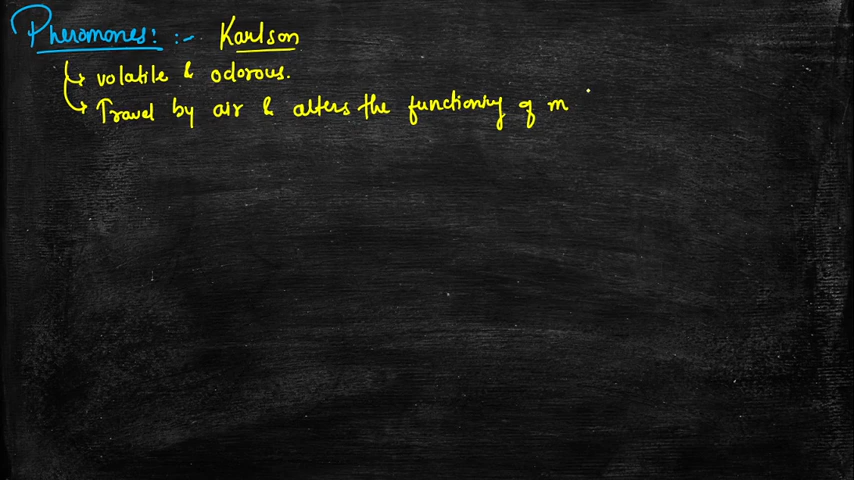 Pheromones: :- Karlson
↳ volatile & odorous.
↳ Travel by air & alters the functioning of m